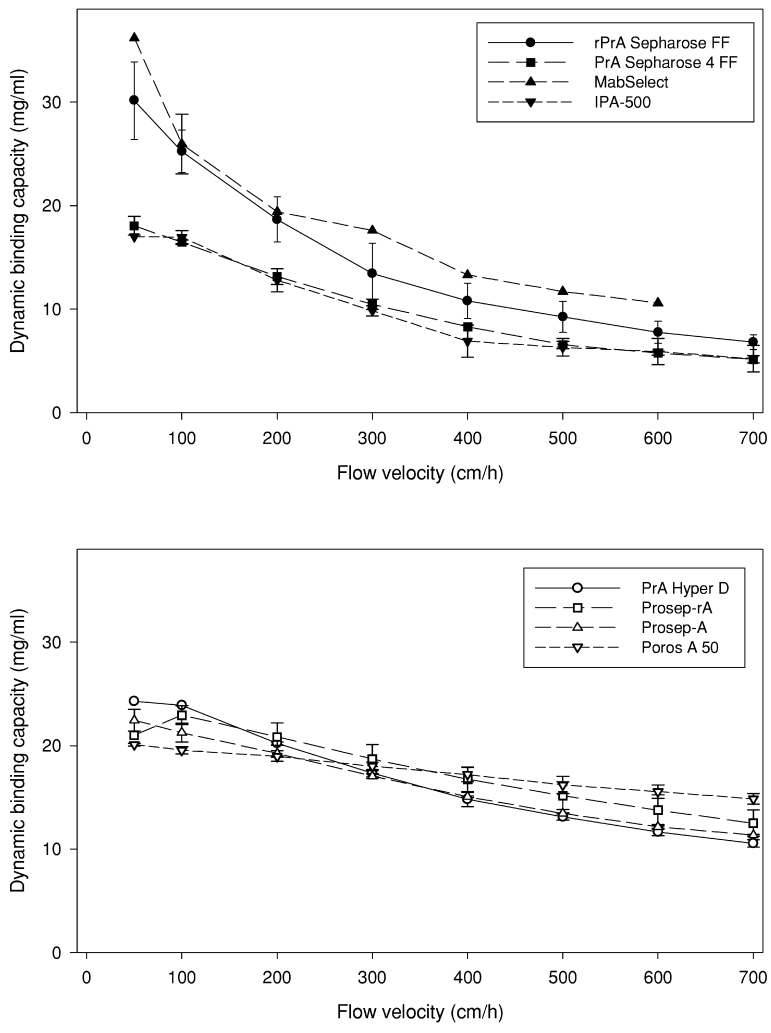 rPrA Sepharose FF
PrA Sepharose 4 FF
MabSelect
IPA-500
Dynamic binding capacity (mg/ml)
30
20
10
0
0 100 200 300 400 500 600 700
Flow velocity (cm/h)
PrA Hyper D
Prosep-rA
Prosep-A
Poros A 50
Dynamic binding capacity (mg/ml)
30
20
10
0
0 100 200 300 400 500 600 700
Flow velocity (cm/h)